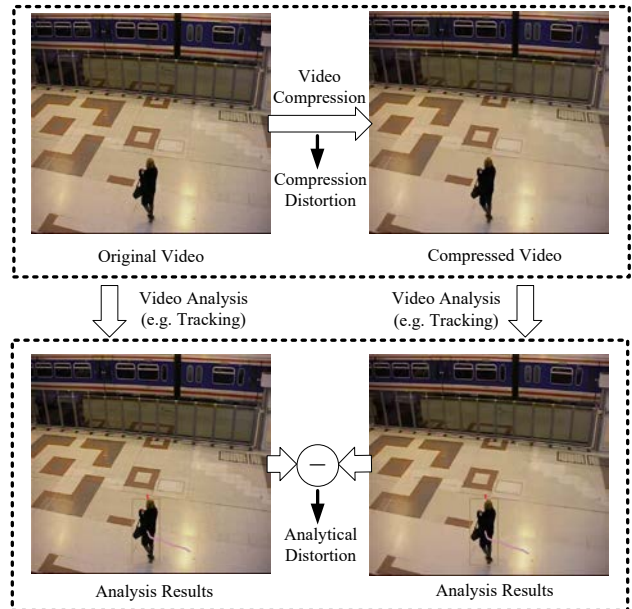 Video
Compression
Compression
Distortion
Original Video
Compressed Video
Video Analysis
(e.g. Tracking)
Video Analysis
(e.g. Tracking)
Analytical
Distortion
Analysis Results
Analysis Results